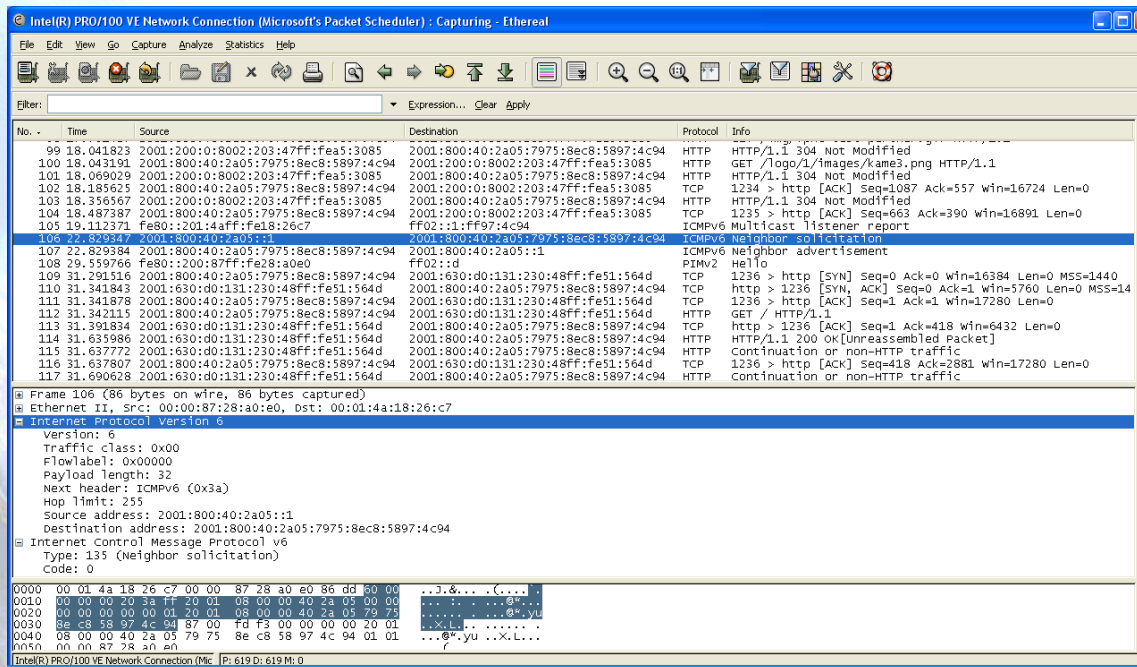 Intel(R) PRO/100 VE Network Connection (Microsoft's Packet Scheduler) : Capturing - Ethereal
File Edit View Go Capture Analyze Statistics Help
Filter: Expression... Clear Apply
No. - Time Source Destination Protocol Info
99 18.041823 2001:200:0:8002:203:47ff:fea5:3085 2001:800:40:2a05:7975:8ec8:5897:4c94 HTTP HTTP/1.1 304 Not Modified
100 18.043191 2001:800:40:2a05:7975:8ec8:5897:4c94 2001:200:0:8002:203:47ff:fea5:3085 HTTP GET /logo/1/images/kame3.png HTTP/1.1
101 18.069029 2001:200:0:8002:203:47ff:fea5:3085 2001:800:40:2a05:7975:8ec8:5897:4c94 HTTP HTTP/1.1 304 Not Modified
102 18.185625 2001:800:40:2a05:7975:8ec8:5897:4c94 2001:200:0:8002:203:47ff:fea5:3085 TCP 1234 > http [ACK] Seq=1087 Ack=557 Win=16724 Len=0
103 18.356567 2001:200:0:8002:203:47ff:fea5:3085 2001:800:40:2a05:7975:8ec8:5897:4c94 HTTP HTTP/1.1 304 Not Modified
104 18.487387 2001:800:40:2a05:7975:8ec8:5897:4c94 2001:200:0:8002:203:47ff:fea5:3085 TCP 1235 > http [ACK] Seq=663 Ack=390 Win=16891 Len=0
105 19.112371 fe80::201:4aff:fe18:26c7 ff02::1:ff97:4c94 ICMPv6 Multicast listener report
106 22.829347 2001:800:40:2a05::1 2001:800:40:2a05:7975:8ec8:5897:4c94 ICMPv6 Neighbor solicitation
107 22.829384 2001:800:40:2a05:7975:8ec8:5897:4c94 2001:800:40:2a05::1 ICMPv6 Neighbor advertisement
108 29.559766 fe80::200:87ff:fe28:a0e0 ff02::d PIMv2 Hello
109 31.291516 2001:800:40:2a05:7975:8ec8:5897:4c94 2001:630:d0:131:230:48ff:fe51:564d TCP 1236 > http [SYN] Seq=0 Ack=0 Win=16384 Len=0 MSS=1440
110 31.341843 2001:630:d0:131:230:48ff:fe51:564d 2001:800:40:2a05:7975:8ec8:5897:4c94 TCP http > 1236 [SYN, ACK] Seq=0 Ack=1 Win=5760 Len=0 MSS=14
111 31.341878 2001:800:40:2a05:7975:8ec8:5897:4c94 2001:630:d0:131:230:48ff:fe51:564d TCP 1236 > http [ACK] Seq=1 Ack=1 Win=17280 Len=0
112 31.342115 2001:800:40:2a05:7975:8ec8:5897:4c94 2001:630:d0:131:230:48ff:fe51:564d HTTP GET / HTTP/1.1
113 31.391834 2001:630:d0:131:230:48ff:fe51:564d 2001:800:40:2a05:7975:8ec8:5897:4c94 TCP http > 1236 [ACK] Seq=1 Ack=418 Win=6432 Len=0
114 31.635986 2001:630:d0:131:230:48ff:fe51:564d 2001:800:40:2a05:7975:8ec8:5897:4c94 HTTP HTTP/1.1 200 OK[Unreassembled Packet]
115 31.637772 2001:630:d0:131:230:48ff:fe51:564d 2001:800:40:2a05:7975:8ec8:5897:4c94 HTTP Continuation or non-HTTP traffic
116 31.637807 2001:800:40:2a05:7975:8ec8:5897:4c94 2001:630:d0:131:230:48ff:fe51:564d TCP 1236 > http [ACK] Seq=418 Ack=2881 Win=17280 Len=0
117 31.690628 2001:630:d0:131:230:48ff:fe51:564d 2001:800:40:2a05:7975:8ec8:5897:4c94 HTTP Continuation or non-HTTP traffic
Frame 106 (86 bytes on wire, 86 bytes captured)
Ethernet II, Src: 00:00:87:28:a0:e0, Dst: 00:01:4a:18:26:c7
Internet Protocol Version 6
Version: 6
Traffic class: 0x00
Flowlabel: 0x00000
Payload length: 32
Next header: ICMPv6 (0x3a)
Hop limit: 255
Source address: 2001:800:40:2a05::1
Destination address: 2001:800:40:2a05:7975:8ec8:5897:4c94
Internet Control Message Protocol v6
Type: 135 (Neighbor solicitation)
Code: 0
0000 00 01 4a 18 26 c7 00 00 87 28 a0 e0 86 dd 60 00 ..J.&... .(....`.
0010 00 00 00 20 3a ff 20 01 08 00 00 40 2a 05 00 00 ... :. . ...@*...
0020 00 00 00 00 00 01 20 01 08 00 00 40 2a 05 79 75 ...... . ...@*.yu
0030 8e c8 58 97 4c 94 87 00 fd f3 00 00 00 00 20 01 ..X.L... ...... .
0040 08 00 00 40 2a 05 79 75 8e c8 58 97 4c 94 01 01 ...@*.yu ..X.L...
0050 00 00 87 28 a0 e0 ...(
Intel(R) PRO/100 VE Network Connection (Mic P: 619 D: 619 M: 0